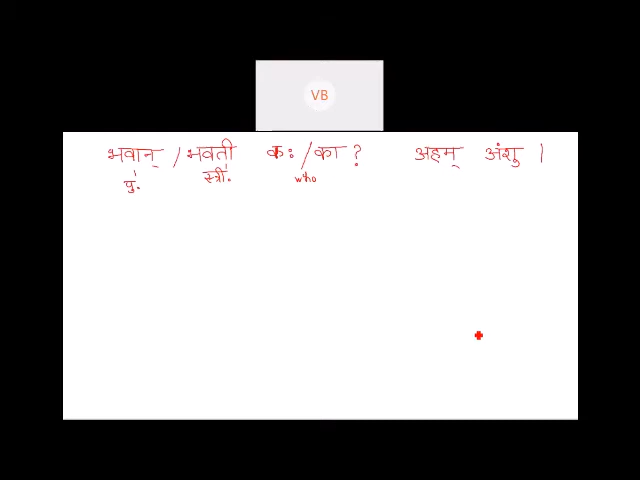 VB
भवान् / भवती कः / का ? अहम् अंशु ।
पुं. स्त्री. who